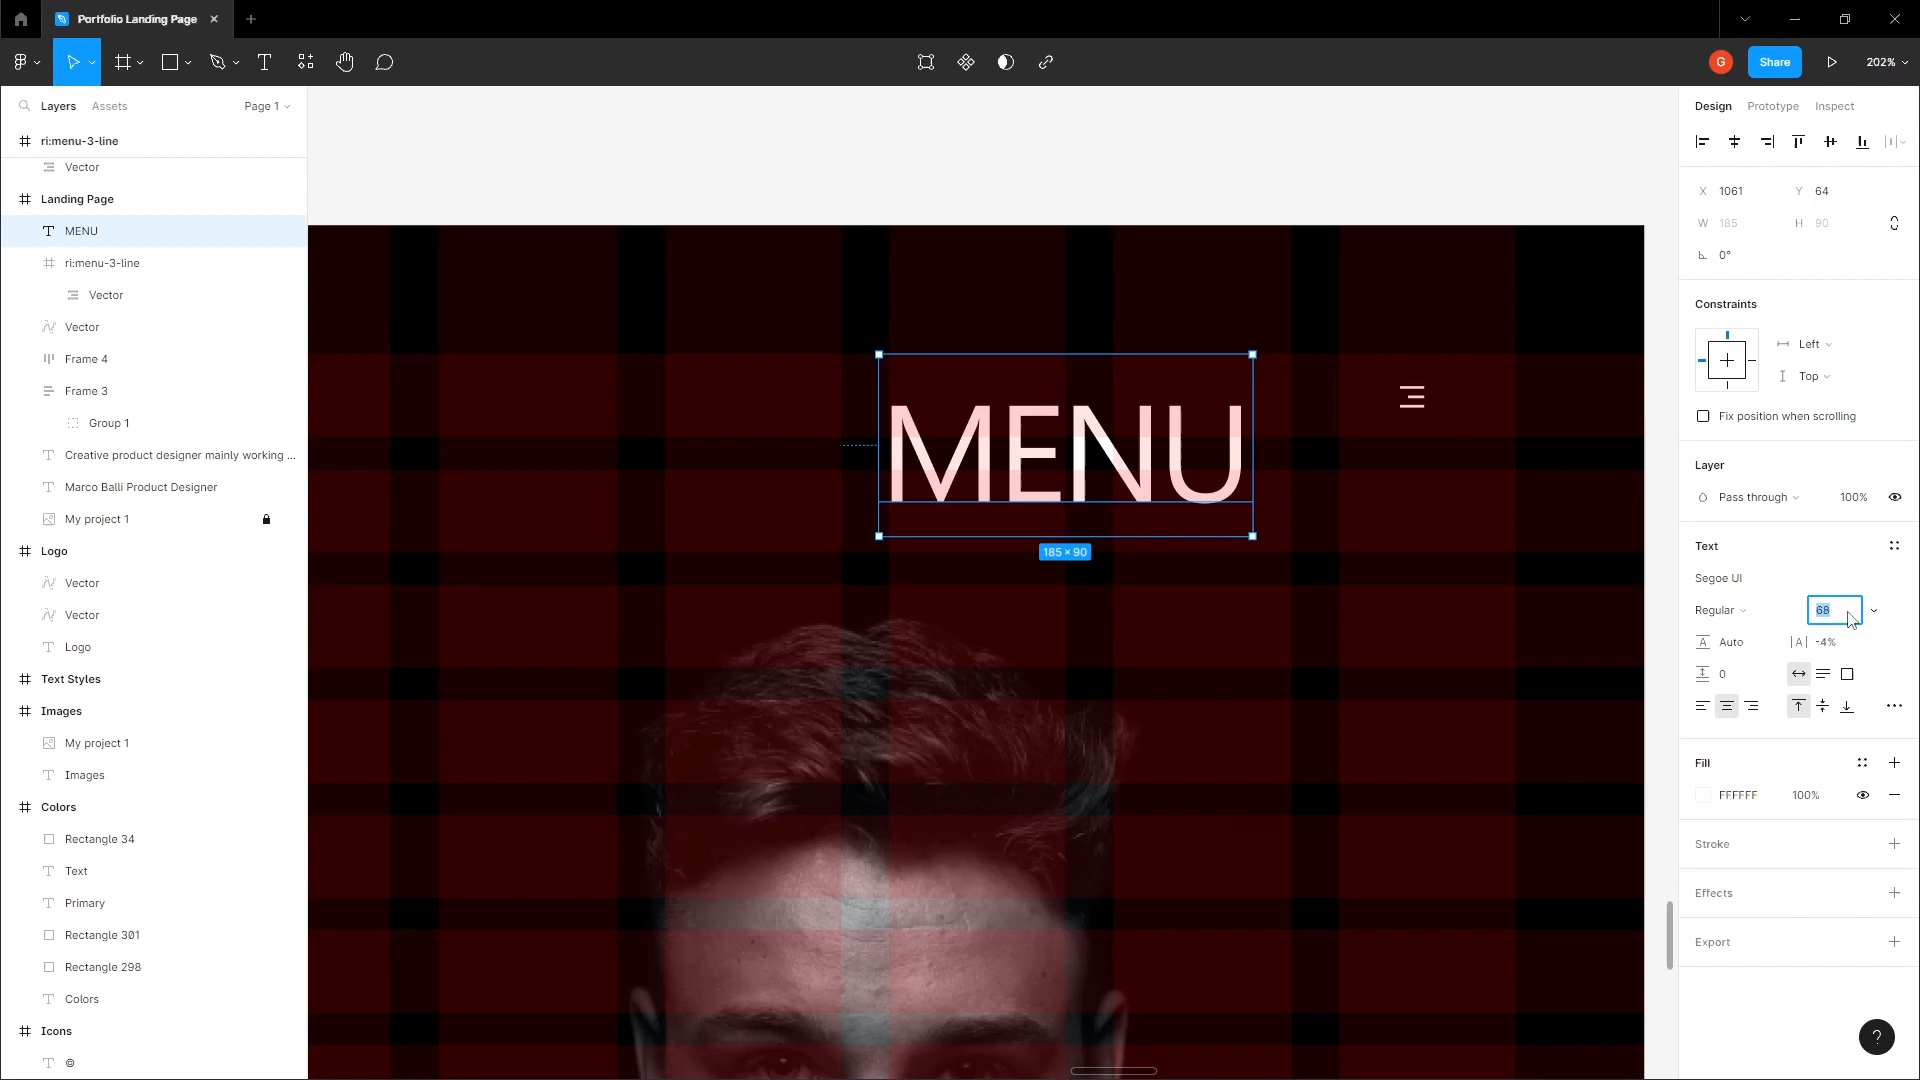 Portfolio Landing Page
G
Share
202%
Layers
Assets
Page 1
ri:menu-3-line
Vector
Landing Page
MENU
ri:menu-3-line
Vector
Vector
Frame 4
Frame 3
Group 1
Creative product designer mainly working ...
Marco Balli Product Designer
My project 1
Logo
Vector
Vector
Logo
Text Styles
Images
My project 1
Images
Colors
Rectangle 34
Text
Primary
Rectangle 301
Rectangle 298
Colors
Icons
©
MENU
185 × 90
Design
Prototype
Inspect
X 1061
Y 64
W 185
H 90
0°
Constraints
Left
Top
Fix position when scrolling
Layer
Pass through
100%
Text
Segoe UI
Regular
68
A Auto
|A| -4%
0
Fill
FFFFFF
100%
Stroke
Effects
Export
?